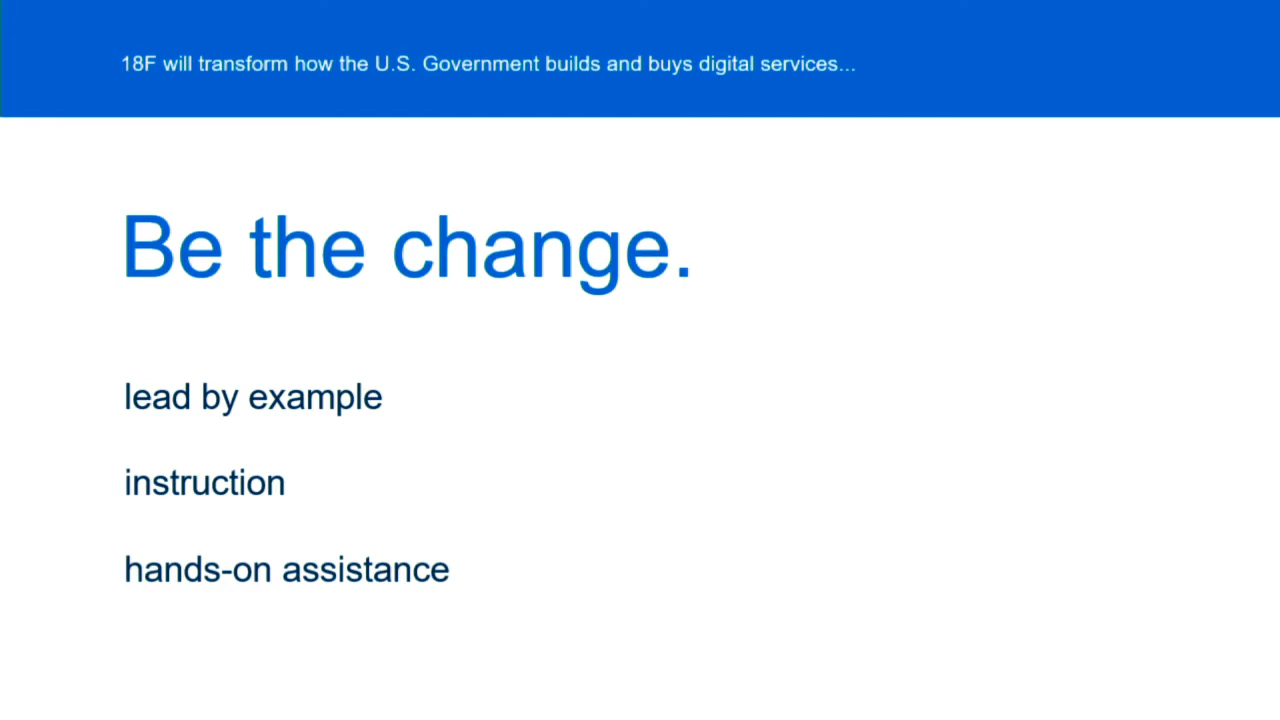 18F will transform how the U.S. Government builds and buys digital services...
Be the change.
lead by example
instruction
hands-on assistance